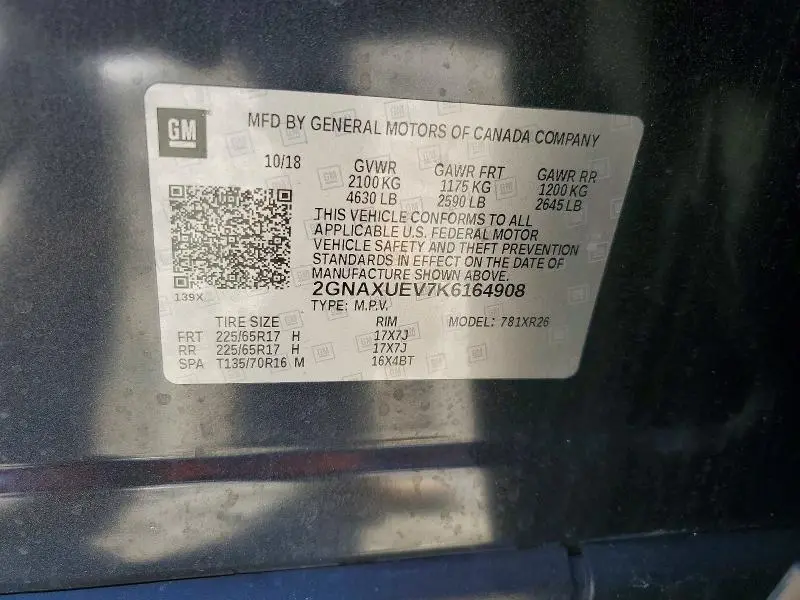 GM MFD BY GENERAL MOTORS OF CANADA COMPANY
10/18 GVWR GAWR FRT GAWR RR
2100 KG 1175 KG 1200 KG
4630 LB 2590 LB 2645 LB
THIS VEHICLE CONFORMS TO ALL
APPLICABLE U.S. FEDERAL MOTOR
VEHICLE SAFETY AND THEFT PREVENTION
STANDARDS IN EFFECT ON THE DATE OF
MANUFACTURE SHOWN ABOVE.
139X 2GNAXUEV7K6164908
TYPE: M.P.V.
TIRE SIZE RIM MODEL: 781XR26
FRT 225/65R17 H 17X7J
RR 225/65R17 H 17X7J
SPA T135/70R16 M 16X4BT